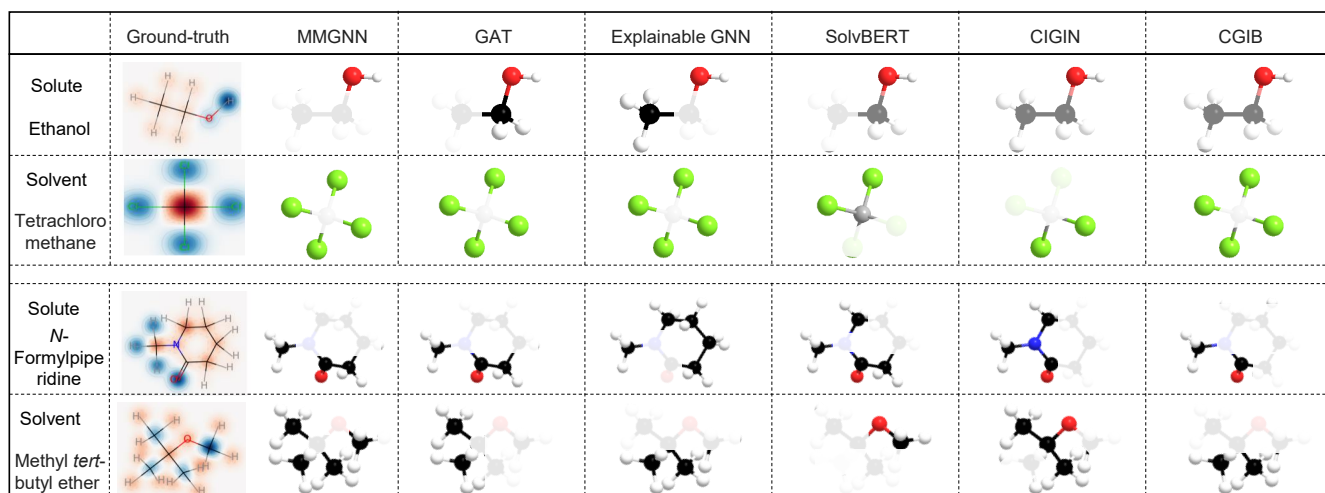 Ground-truth
MMGNN
GAT
Explainable GNN
SolvBERT
CIGIN
CGIB
Solute
Ethanol
Solvent
Tetrachloro
methane
Solute
N-
Formylpipe
ridine
Solvent
Methyl tert-
butyl ether